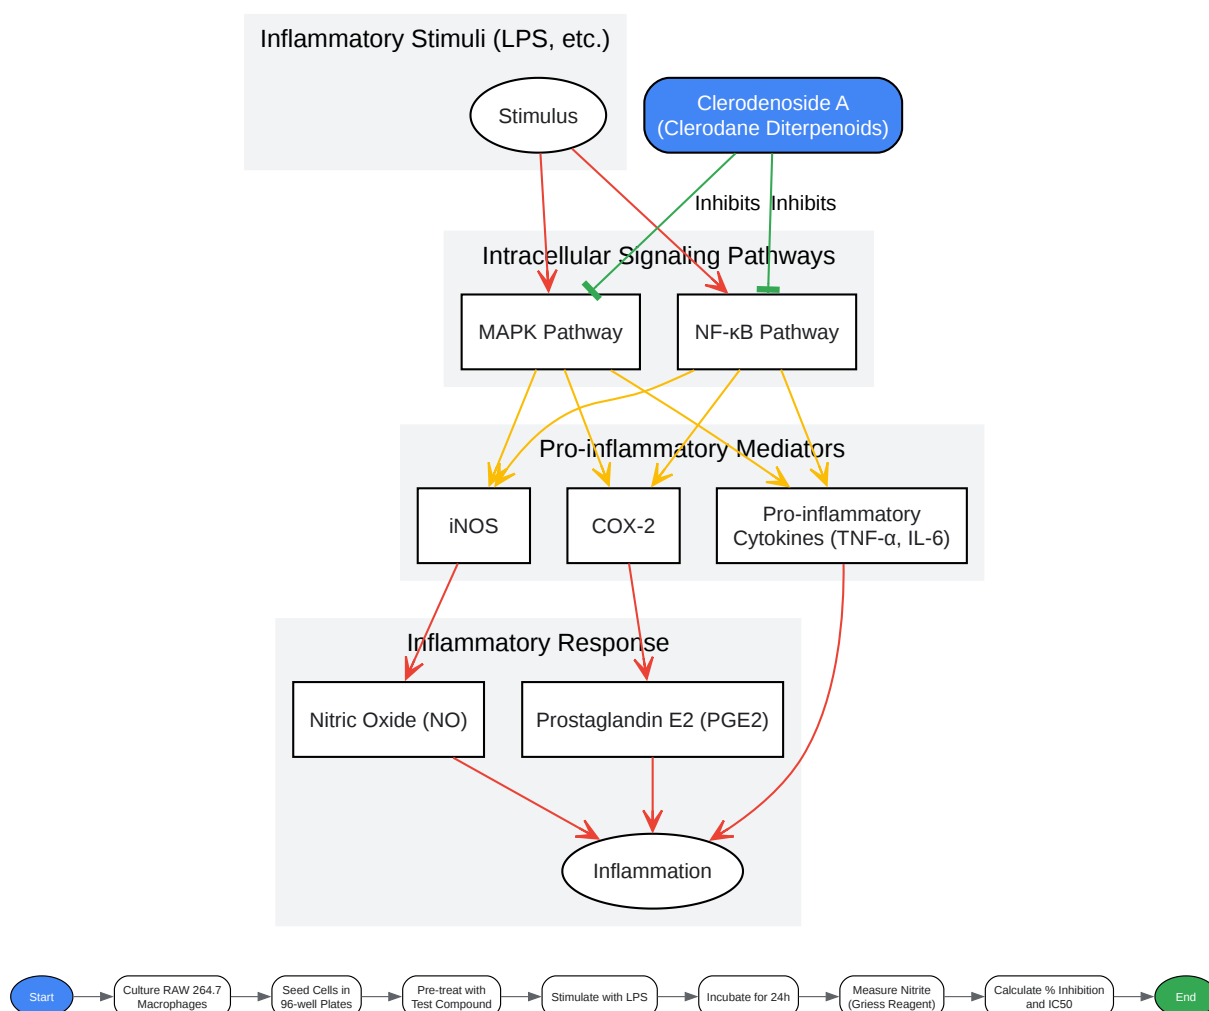 Inflammatory Stimuli (LPS, etc.)
Stimulus
Clerodenoside A
(Clerodane Diterpenoids)
Inhibits
Inhibits
Intracellular Signaling Pathways
MAPK Pathway
NF-κB Pathway
Pro-inflammatory Mediators
iNOS
COX-2
Pro-inflammatory
Cytokines (TNF-α, IL-6)
Inflammatory Response
Nitric Oxide (NO)
Prostaglandin E2 (PGE2)
Inflammation
Start
Culture RAW 264.7
Macrophages
Seed Cells in
96-well Plates
Pre-treat with
Test Compound
Stimulate with LPS
Incubate for 24h
Measure Nitrite
(Griess Reagent)
Calculate % Inhibition
and IC50
End